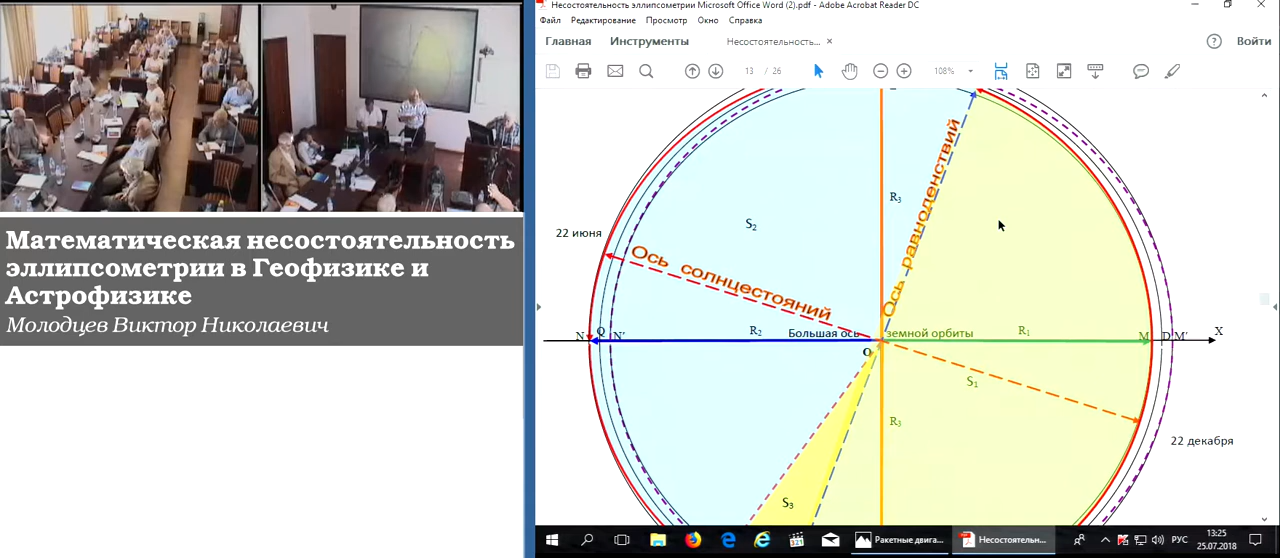 Математическая несостоятельность
эллипсометрии в Геофизике и
Астрофизике
Молодцев Виктор Николаевич
Несостоятельность эллипсометрии Microsoft Office Word (2).pdf - Adobe Acrobat Reader DC
Файл Редактирование Просмотр Окно Справка
Главная Инструменты Несостоятельность... × ? Войти
13 / 26 108%
Ось равноденствий
R₃
S₂
22 июня
Ось солнцестояний
N Q N′ R₂ Большая ось земной орбиты R₁ M D M′ X
O
S₁
R₃
22 декабря
S₃
321
Ракетные двига... Несостоятельн... РУС 13:25
25.07.2018